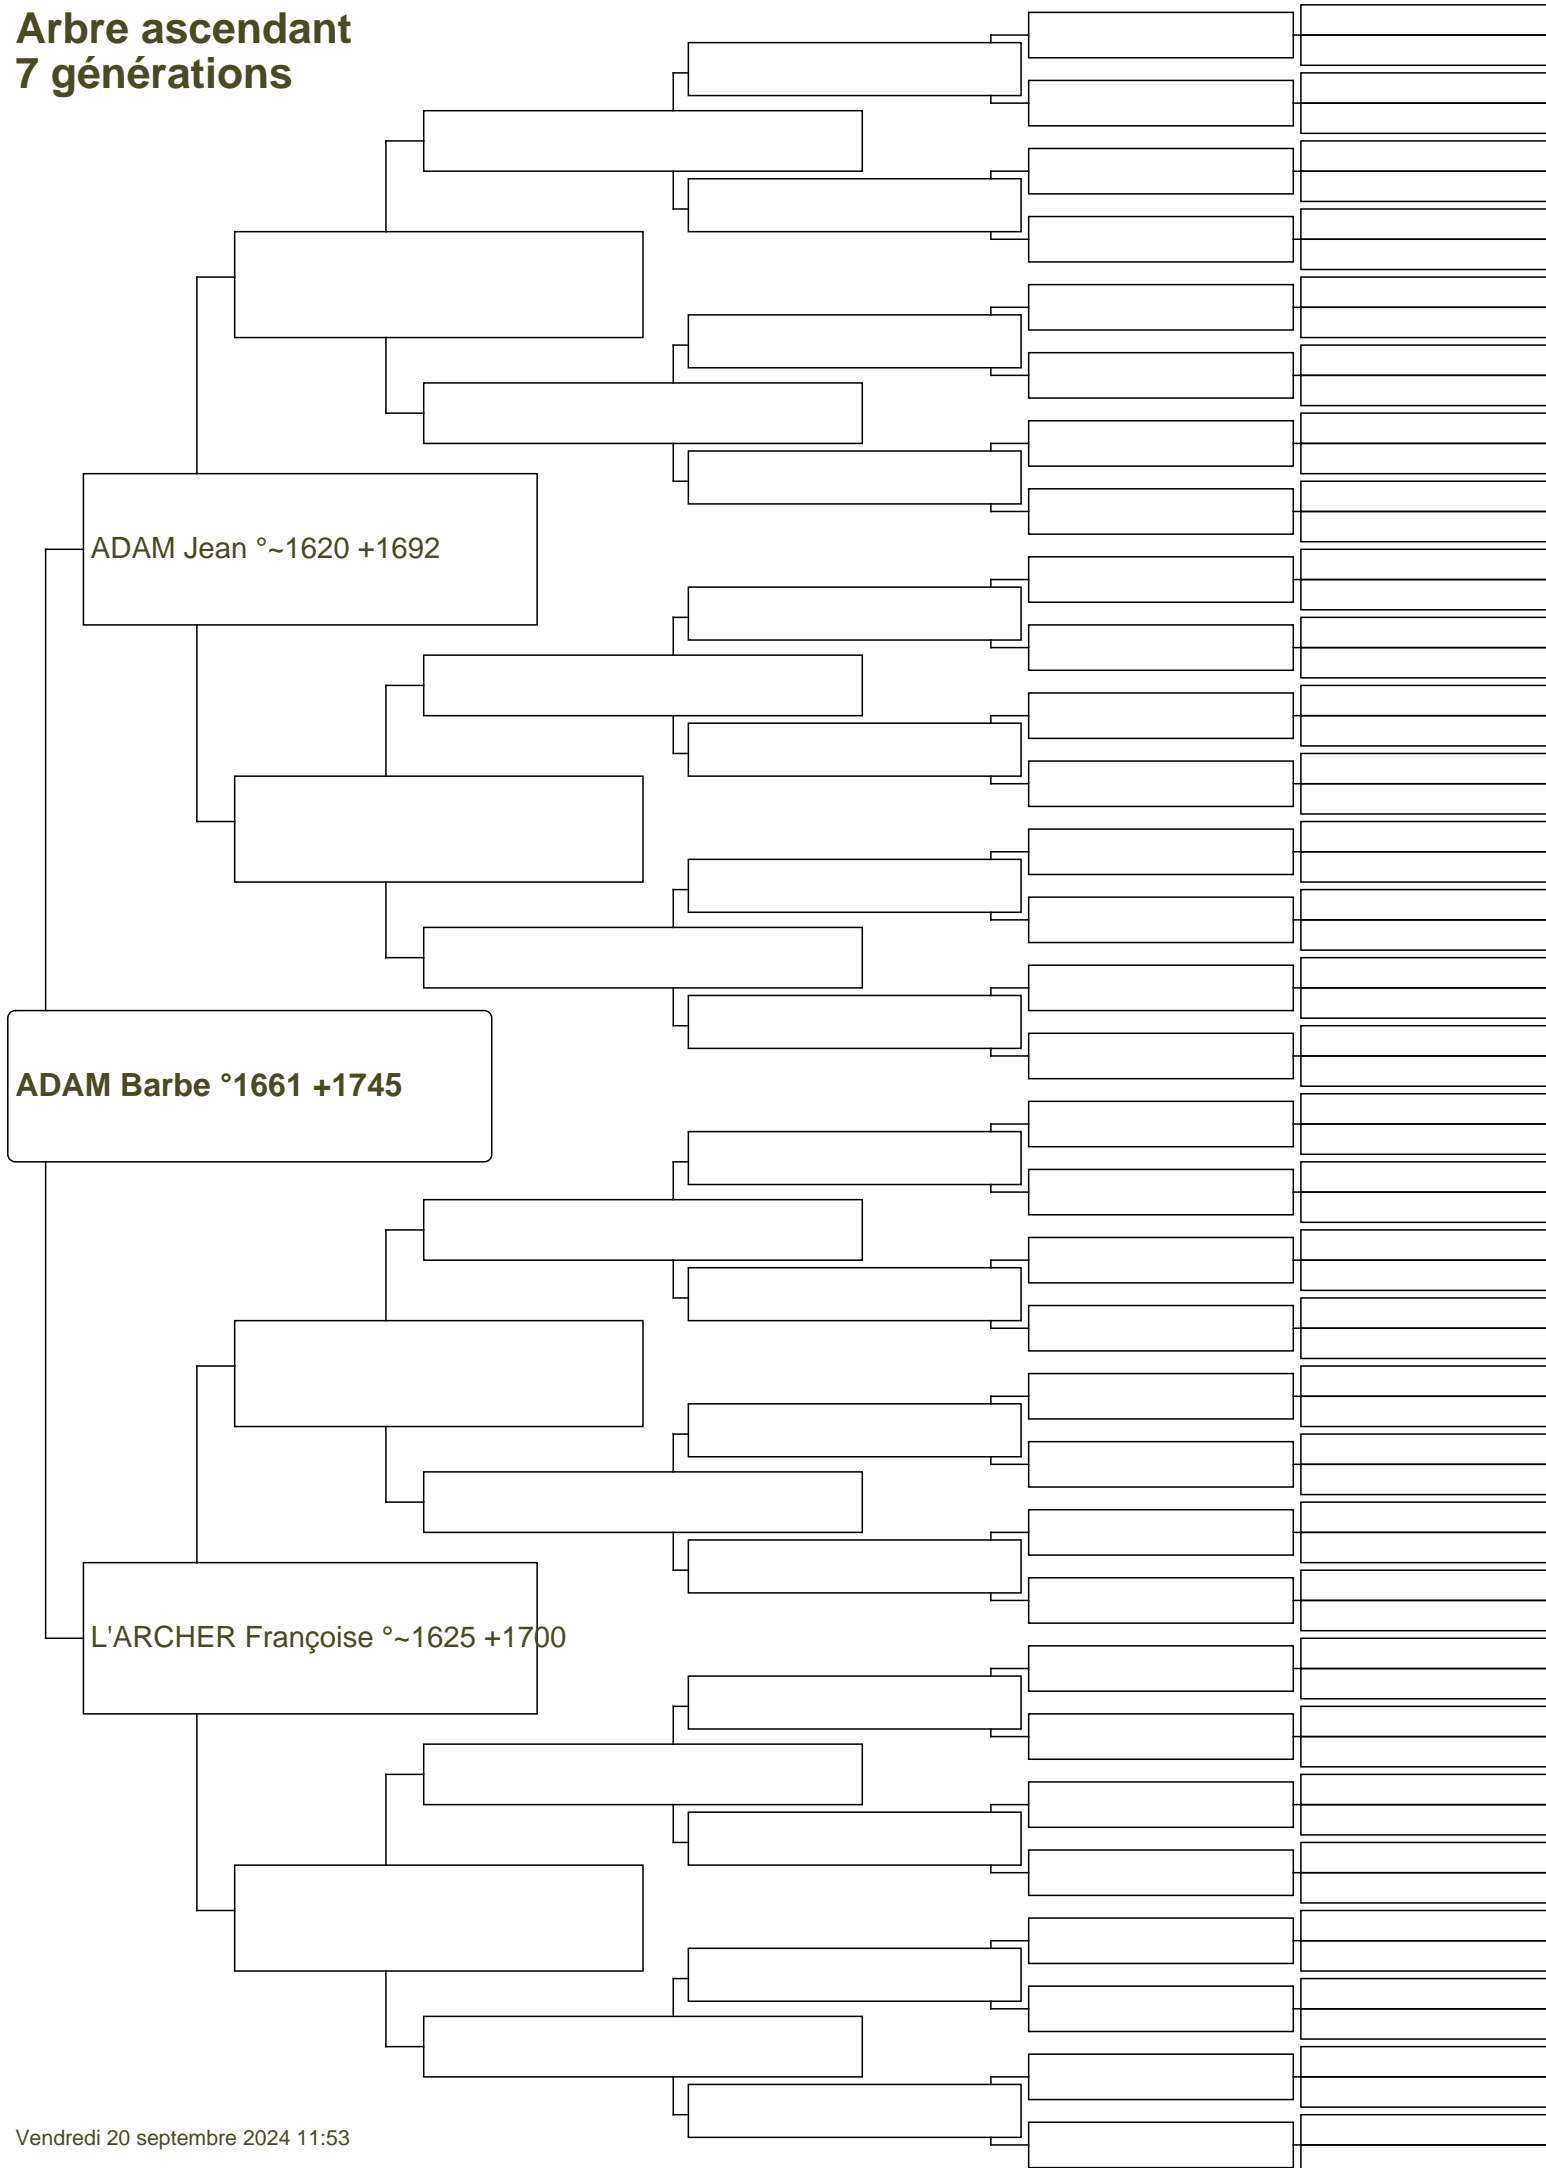 Arbre ascendant
7 générations
ADAM Jean °~1620 +1692
ADAM Barbe °1661 +1745
L'ARCHER Françoise °~1625 +1700
Vendredi 20 septembre 2024 11:53